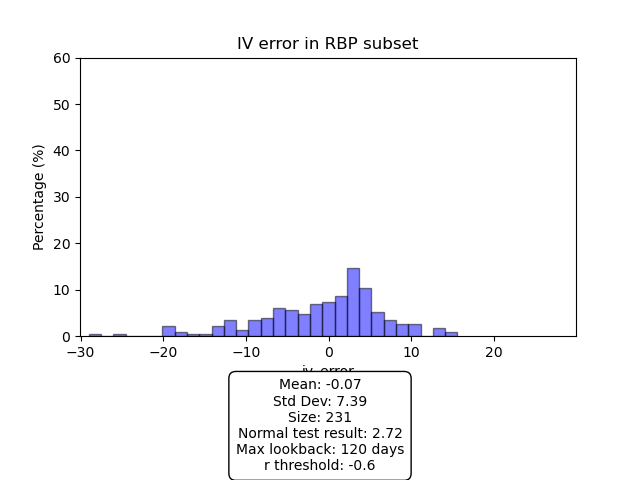 IV error in RBP subset
Percentage (%)
60
50
40
30
20
10
0
−30 −20 −10 0 10 20
iv_error
Mean: -0.07
Std Dev: 7.39
Size: 231
Normal test result: 2.72
Max lookback: 120 days
r threshold: -0.6